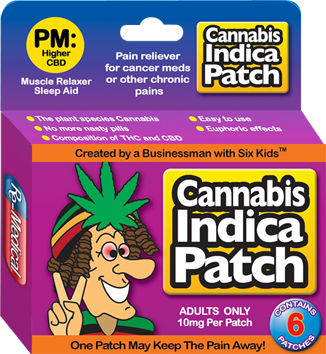 PM:
Higher
CBD
Muscle Relaxer
Sleep Aid
Pain reliever
for cancer meds
or other chronic
pains
Cannabis
Indica
Patch
• The plant species Cannabis
• No more nasty pills
• Composition of THC and CBD
• Easy to use
• Euphoric effects
Created by a Businessman with Six Kids™
Rx Medical
Cannabis
Indica
Patch
ADULTS ONLY
10mg Per Patch
CONTAINS
6
PATCHES
One Patch May Keep The Pain Away!